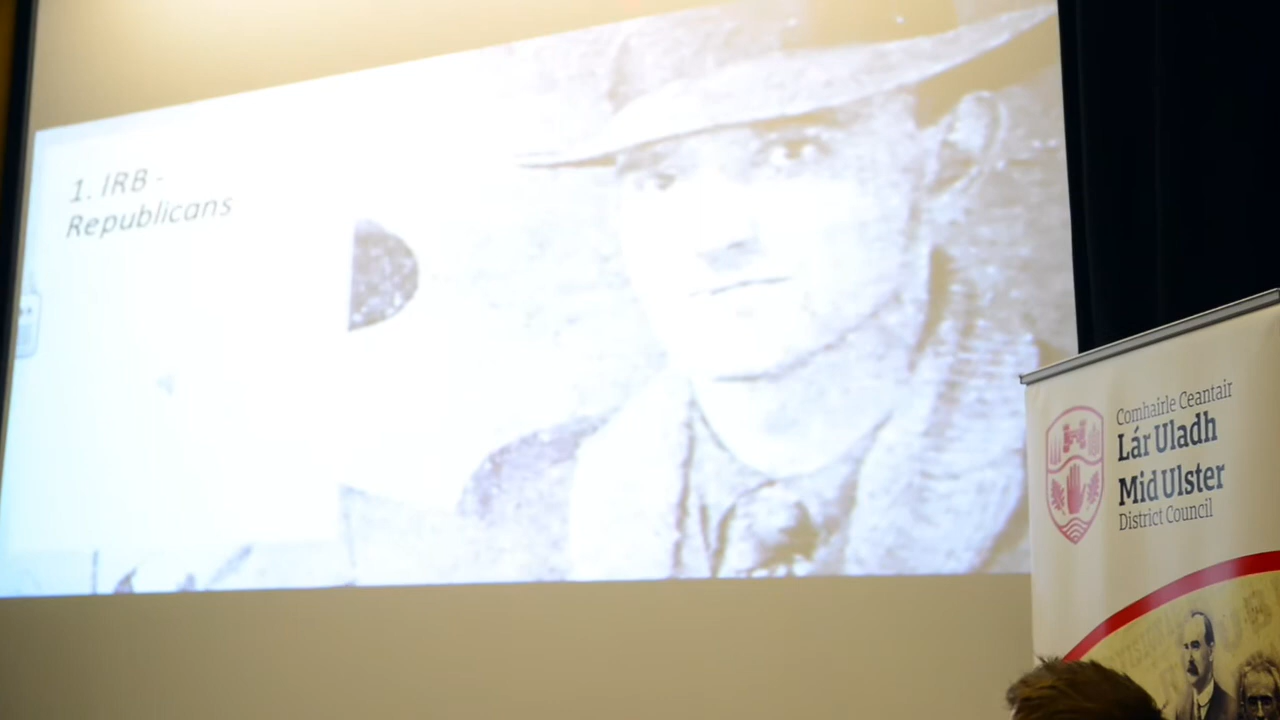 1. IRB -
Republicans
Comhairle Ceantair
Lár Uladh
Mid Ulster
District Council